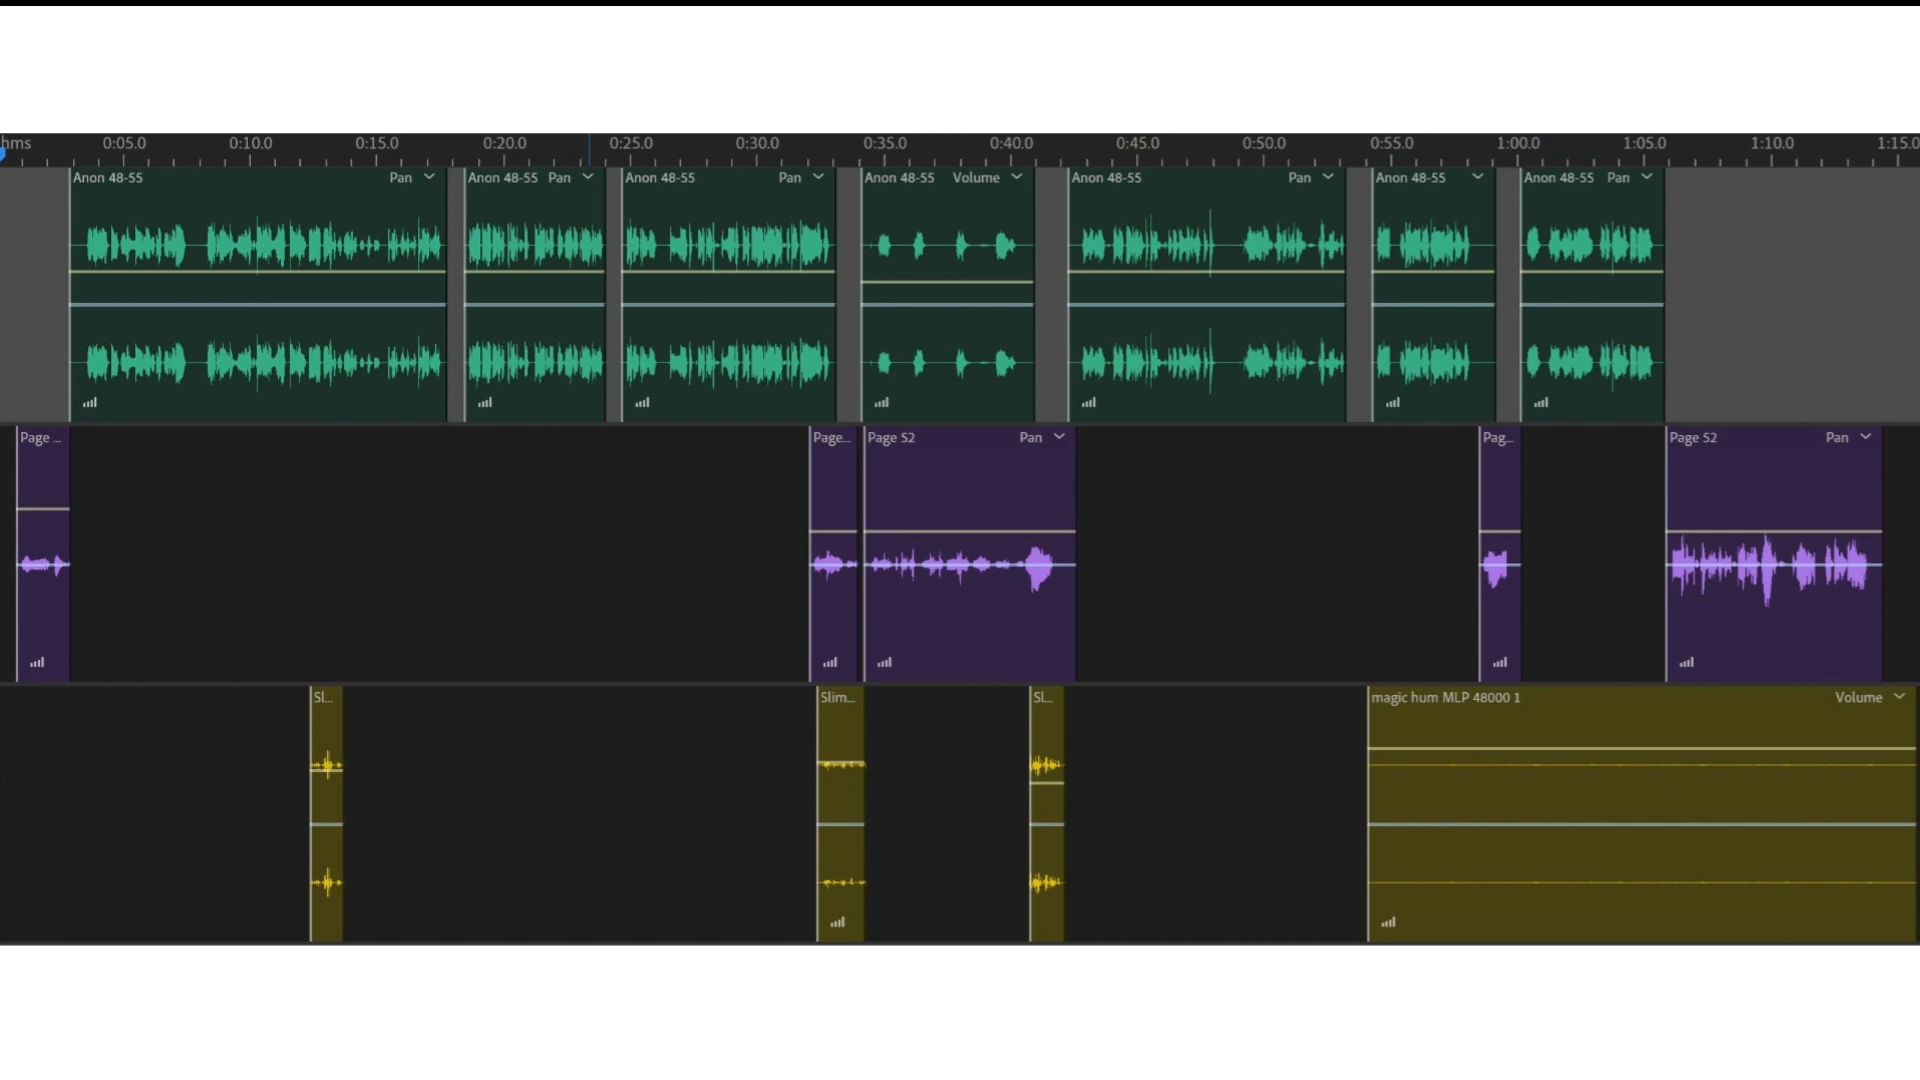 hms 0:05.0 0:10.0 0:15.0 0:20.0 0:25.0 0:30.0 0:35.0 0:40.0 0:45.0 0:50.0 0:55.0 1:00.0 1:05.0 1:10.0 1:15.0
Anon 48-55 Pan Anon 48-55 Pan Anon 48-55 Pan Anon 48-55 Volume Anon 48-55 Pan Anon 48-55 Anon 48-55 Pan
Page ... Page... Page 52 Pan Pag... Page 52 Pan
Sl... Slim... Sl... magic hum MLP 48000 1 Volume